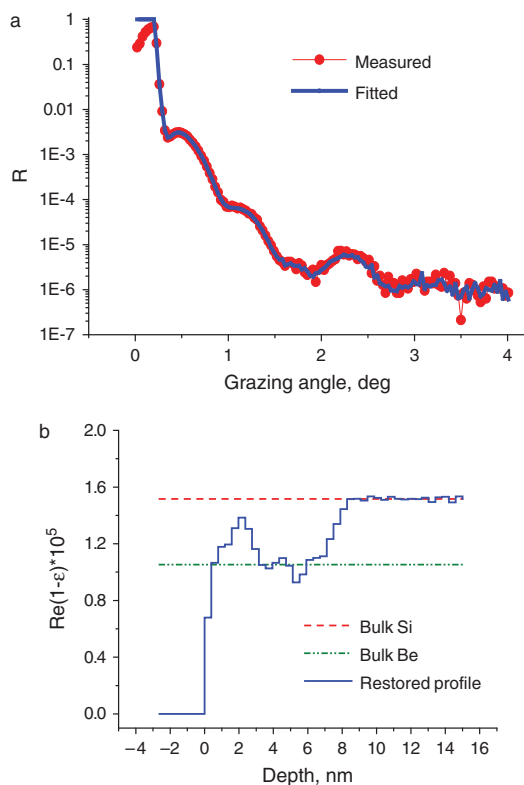 a
1
0.1
0.01
1E-3
1E-4
1E-5
1E-6
1E-7
R
Measured
Fitted
0 1 2 3 4
Grazing angle, deg
b
2.0
1.6
1.2
0.8
0.4
0.0
Re(1-ε)*10⁵
Bulk Si
Bulk Be
Restored profile
−4 −2 0 2 4 6 8 10 12 14 16
Depth, nm